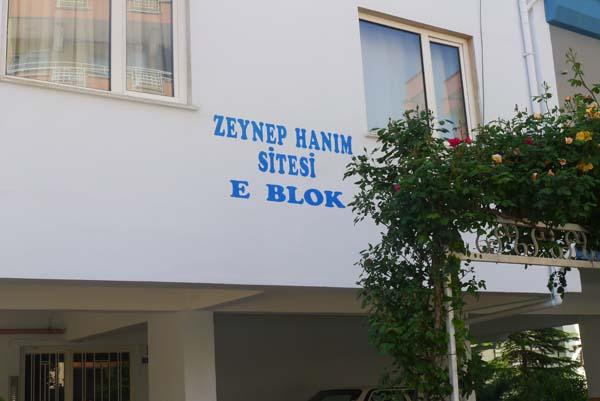 ZEYNEP HANIM
SİTESİ
E BLOK